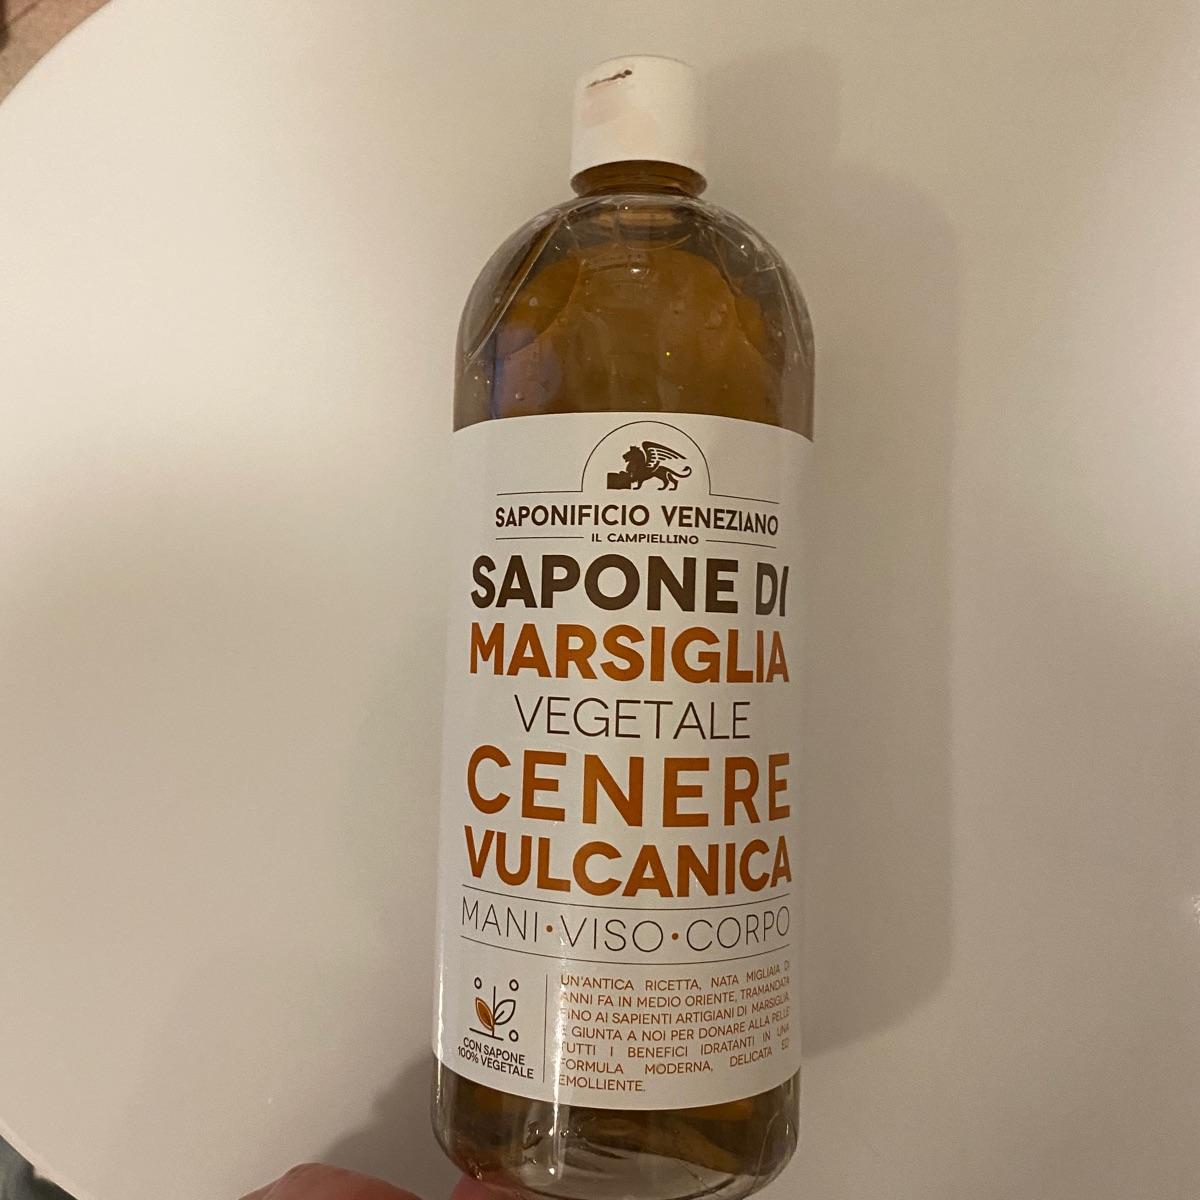 SAPONIFICIO VENEZIANO
IL CAMPIELLINO
SAPONE DI
MARSIGLIA
VEGETALE
CENERE
VULCANICA
MANI • VISO • CORPO
CON SAPONE
100% VEGETALE
UN'ANTICA RICETTA, NATA MIGLIAIA DI
ANNI FA IN MEDIO ORIENTE, TRAMANDATA
FINO AI SAPIENTI ARTIGIANI DI MARSIGLIA,
È GIUNTA A NOI PER DONARE ALLA PELLE
TUTTI I BENEFICI IDRATANTI IN UNA
FORMULA MODERNA, DELICATA ED
EMOLLIENTE.